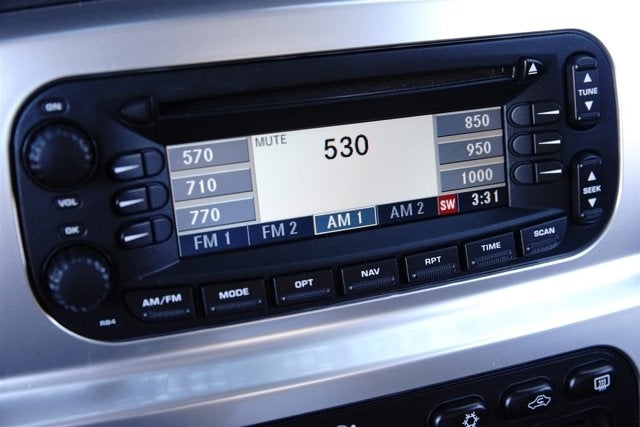 ON/
VOL
OK
RB4
570
710
770
MUTE
530
850
950
1000
FM 1
FM 2
AM 1
AM 2
SW
3:31
TUNE
SEEK
AM/FM
MODE
OPT
NAV
RPT
TIME
SCAN